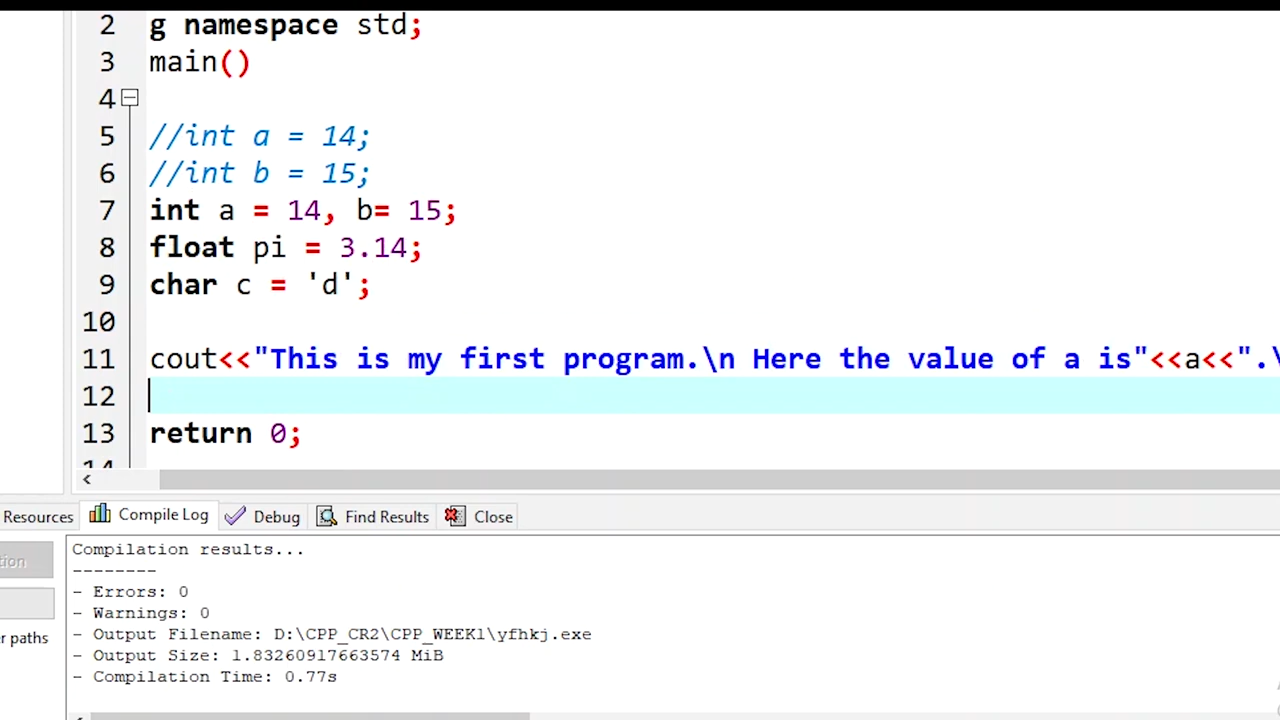 2 g namespace std;
3 main()
4
5 //int a = 14;
6 //int b = 15;
7 int a = 14, b= 15;
8 float pi = 3.14;
9 char c = 'd';
10
11 cout<<"This is my first program.\n Here the value of a is"<<a<<".\
12
13 return 0;
14
Resources Compile Log Debug Find Results Close
tion
er paths
Compilation results...
--------
- Errors: 0
- Warnings: 0
- Output Filename: D:\CPP_CR2\CPP_WEEK1\yfhkj.exe
- Output Size: 1.83260917663574 MiB
- Compilation Time: 0.77s